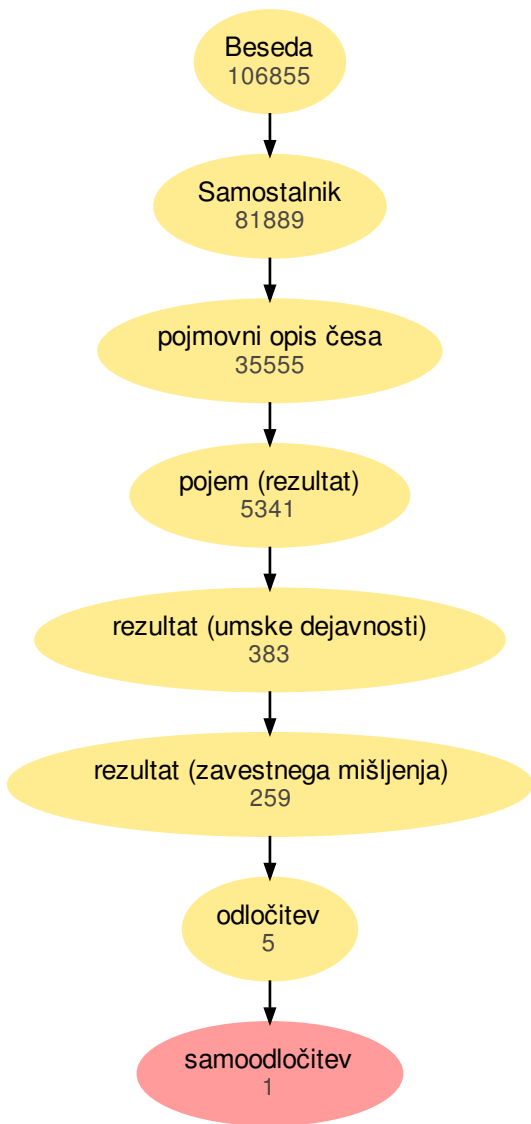 Beseda
106855
Samostalnik
81889
pojmovni opis česa
35555
pojem (rezultat)
5341
rezultat (umske dejavnosti)
383
rezultat (zavestnega mišljenja)
259
odločitev
5
samoodločitev
1